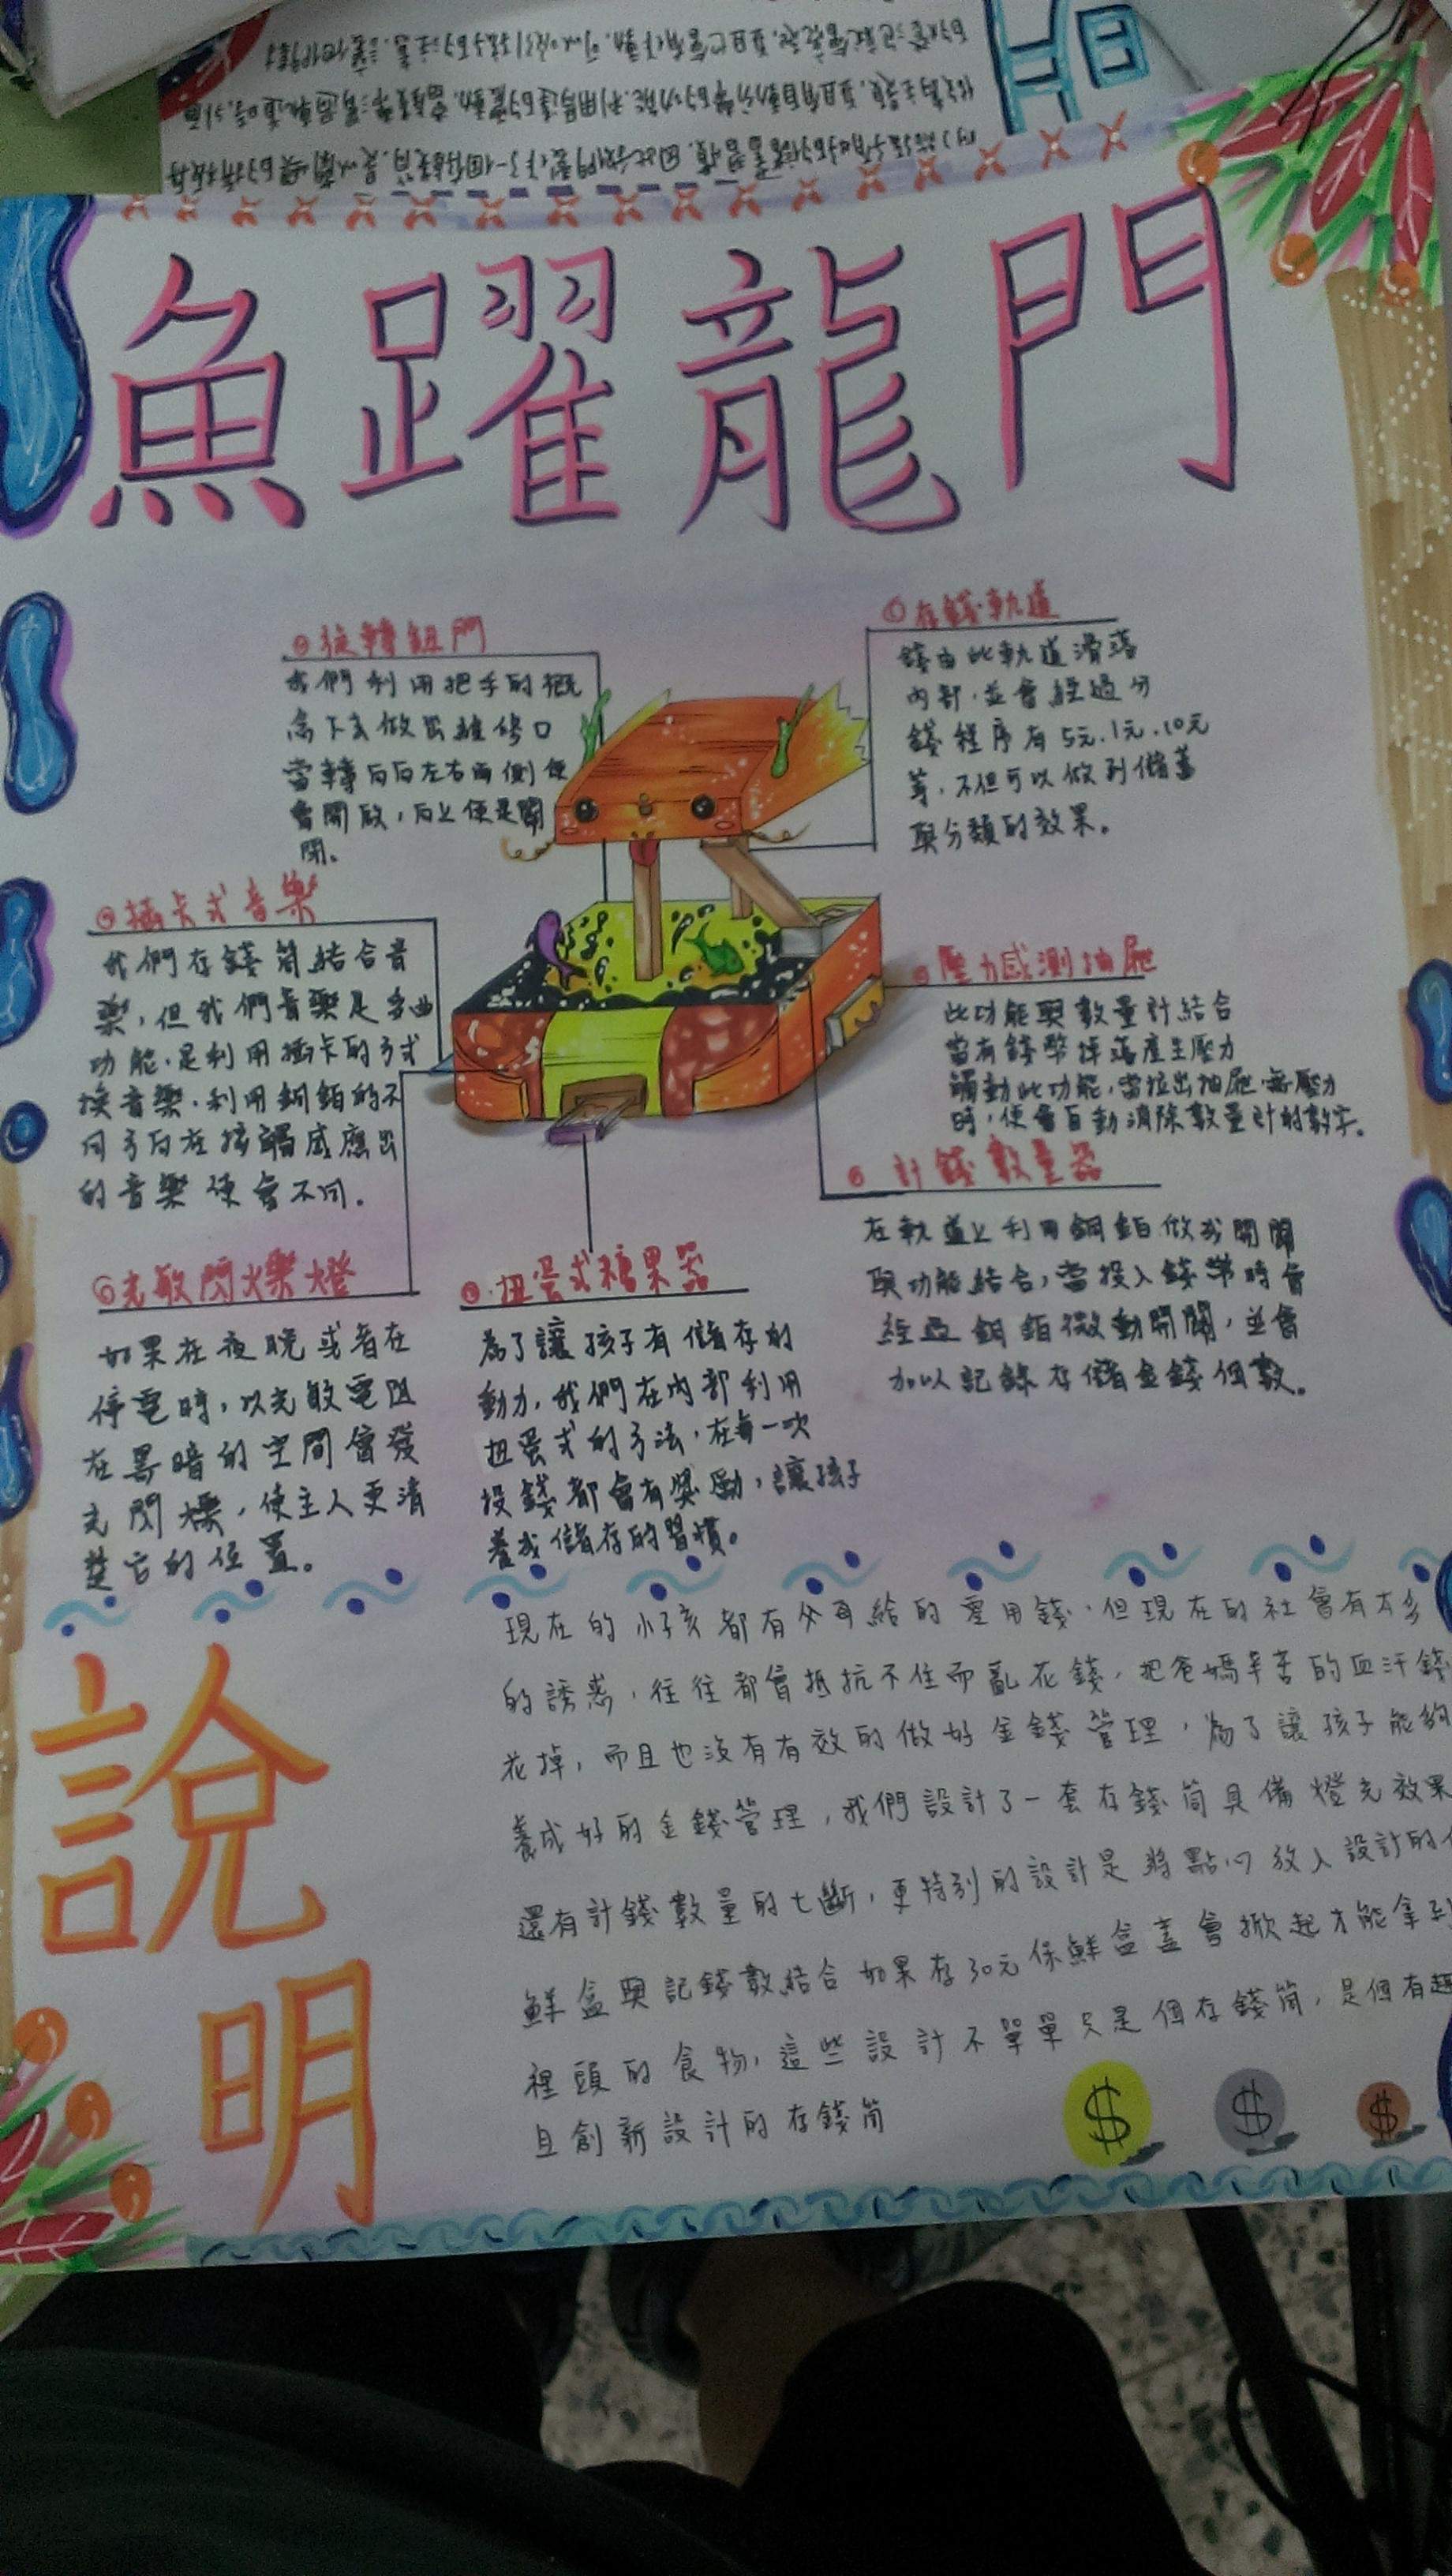 魚躍龍門
①存錢軌道
錢由此軌道滑落
內部,並會經過分
錢程序有5元.1元.10元
等,不但可以做到儲蓄
與分類的效果。
旋轉鈕門
我們利用把手的概
念下去做出維修口
當轉向向左右兩側便
會開啟,向上便是關
閉。
插卡式音樂
我們存錢筒結合音
樂,但我們音樂是多曲
功能.是利用插卡的方式
換音樂.利用銅鉑的不
同方向在接觸感應出
的音樂便會不同.
壓力感測抽屜
此功能與數量計結合
當有錢幣掉落產生壓力
觸動此功能,當拉出抽屜.無壓力
時,便會自動消除數量計的數字.
計錢數量器
在軌道上利用銅鉑做成開關
與功能結合,當投入錢幣時會
經過銅鉑微動開關,並會
加以記錄存儲金錢個數。
⑥光敏閃爍燈
如果在夜晚或者在
停電時,以光敏電阻
在黑暗的空間會發
光閃爍,使主人更清
楚它的位置。
扭蛋式糖果器
為了讓孩子有儲存的
動力,我們在內部利用
扭蛋式的方法,在每一次
投錢都會有獎勵,讓孩子
養成儲存的習慣。
說明
現在的小孩都有父母給的零用錢.但現在的社會有太多
的誘惑,往往都會抵抗不住而亂花錢,把爸媽辛苦的血汗錢
花掉,而且也沒有有效的做好金錢管理,為了讓孩子能夠
養成好的金錢管理,我們設計了一套存錢筒具備燈光效果
還有計錢數量的七斷,更特別的設計是將點心放入設計的
鮮盒與記錢數結合如果存30元保鮮盒蓋會掀起才能拿到
裡頭的食物,這些設計不單單只是個存錢筒,是個有趣
且創新設計的存錢筒
$ $ $